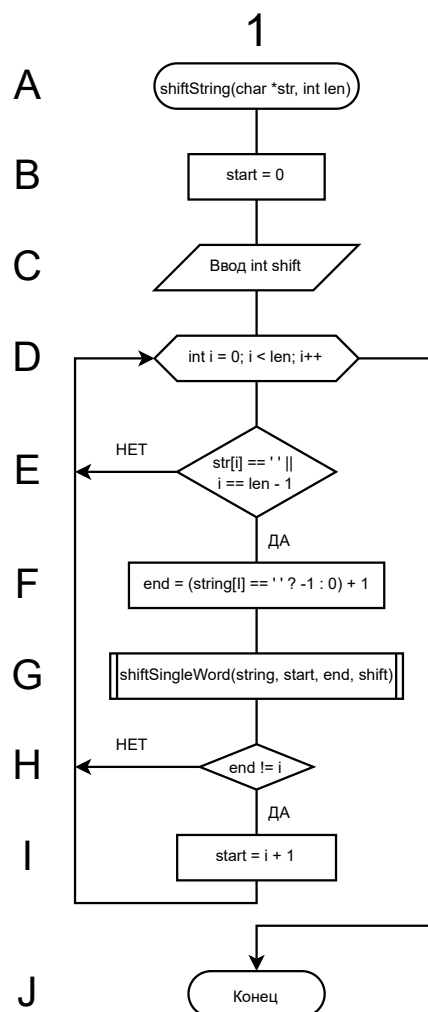 1
A
shiftString(char *str, int len)
B
start = 0
C
Ввод int shift
D
int i = 0; i < len; i++
E
НЕТ
str[i] == ' ' ||
i == len - 1
ДА
F
end = (string[I] == ' ' ? -1 : 0) + 1
G
shiftSingleWord(string, start, end, shift)
H
НЕТ
end != i
ДА
I
start = i + 1
J
Конец